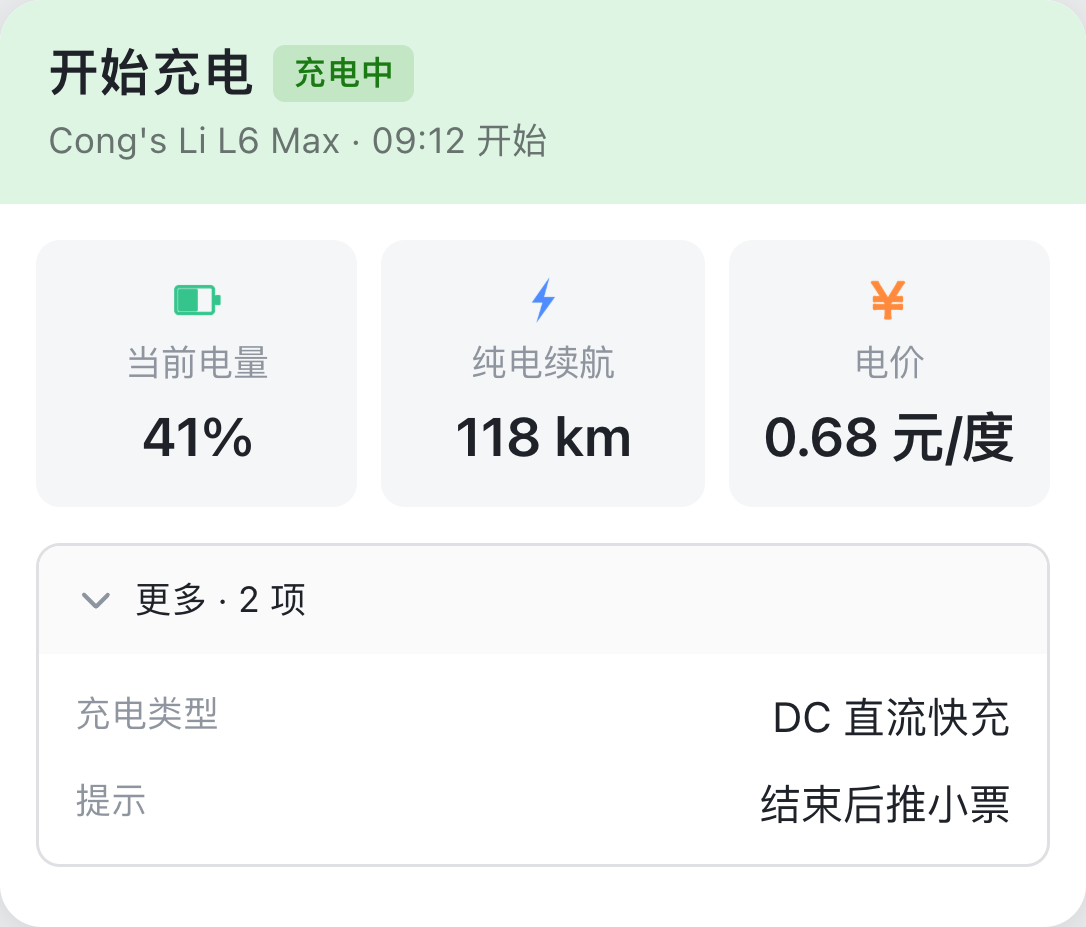 开始充电 充电中
Cong's Li L6 Max · 09:12 开始
当前电量
41%
纯电续航
118 km
¥
电价
0.68 元/度
更多 · 2 项
充电类型 DC 直流快充
提示 结束后推小票